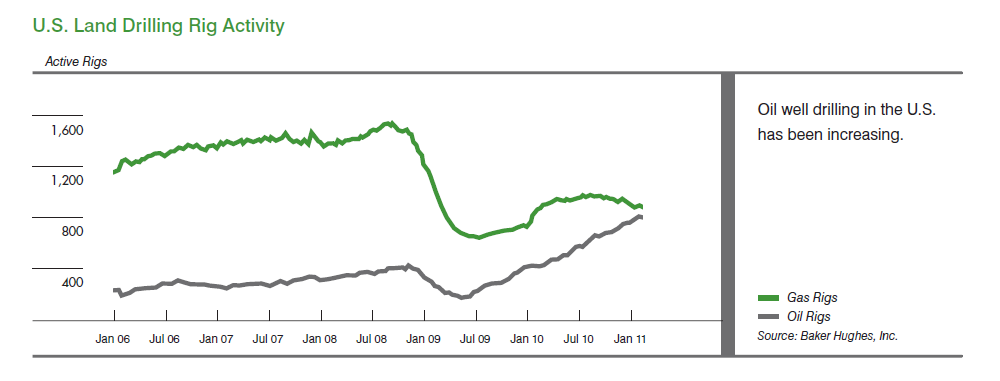 U.S. Land Drilling Rig Activity
Active Rigs
1,600
1,200
800
400
Jan 06 Jul 06 Jan 07 Jul 07 Jan 08 Jul 08 Jan 09 Jul 09 Jan 10 Jul 10 Jan 11
Oil well drilling in the U.S.
has been increasing.
Gas Rigs
Oil Rigs
Source: Baker Hughes, Inc.